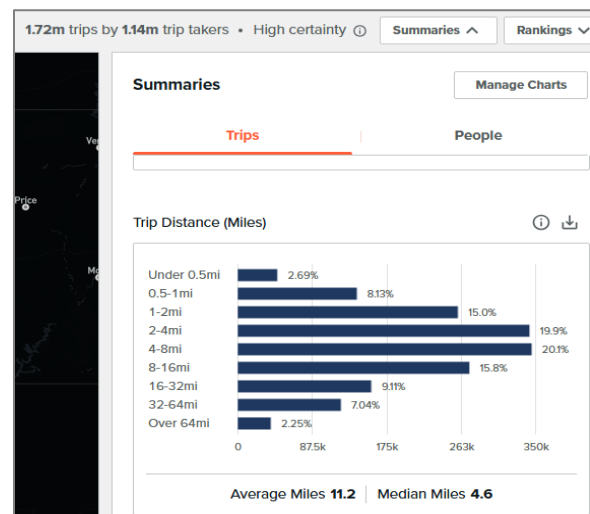 1.72m trips by 1.14m trip takers • High certainty
Summaries
Rankings
Summaries
Manage Charts
Trips
People
Price
Trip Distance (Miles)
Under 0.5mi 2.69%
0.5-1mi 8.13%
1-2mi 15.0%
2-4mi 19.9%
4-8mi 20.1%
8-16mi 15.8%
16-32mi 9.11%
32-64mi 7.04%
Over 64mi 2.25%
0 87.5k 175k 263k 350k
Average Miles 11.2 Median Miles 4.6